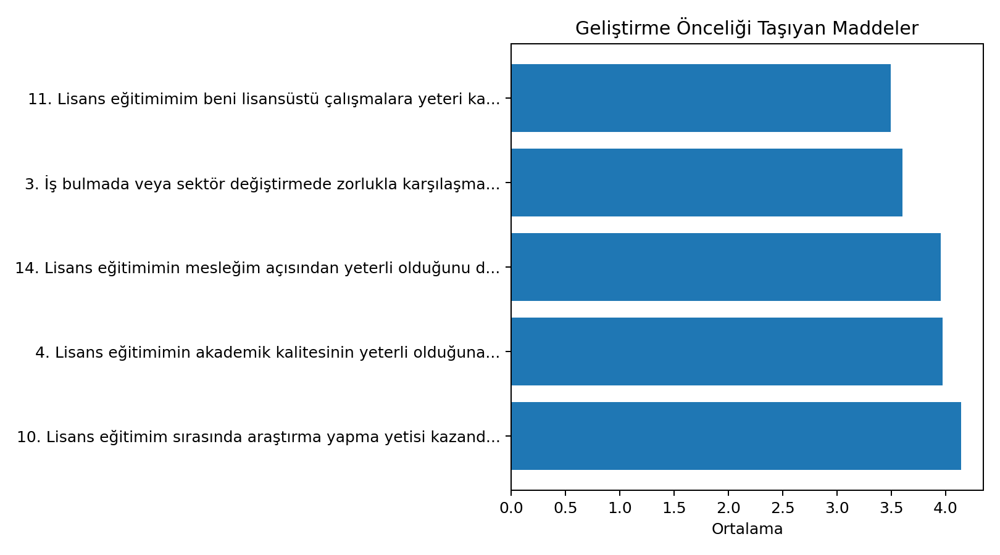 Geliştirme Önceliği Taşıyan Maddeler
11. Lisans eğitimimim beni lisansüstü çalışmalara yeteri ka...
3. İş bulmada veya sektör değiştirmede zorlukla karşılaşma...
14. Lisans eğitimimin mesleğim açısından yeterli olduğunu d...
4. Lisans eğitimimin akademik kalitesinin yeterli olduğuna...
10. Lisans eğitimim sırasında araştırma yapma yetisi kazand...
0.0 0.5 1.0 1.5 2.0 2.5 3.0 3.5 4.0
Ortalama